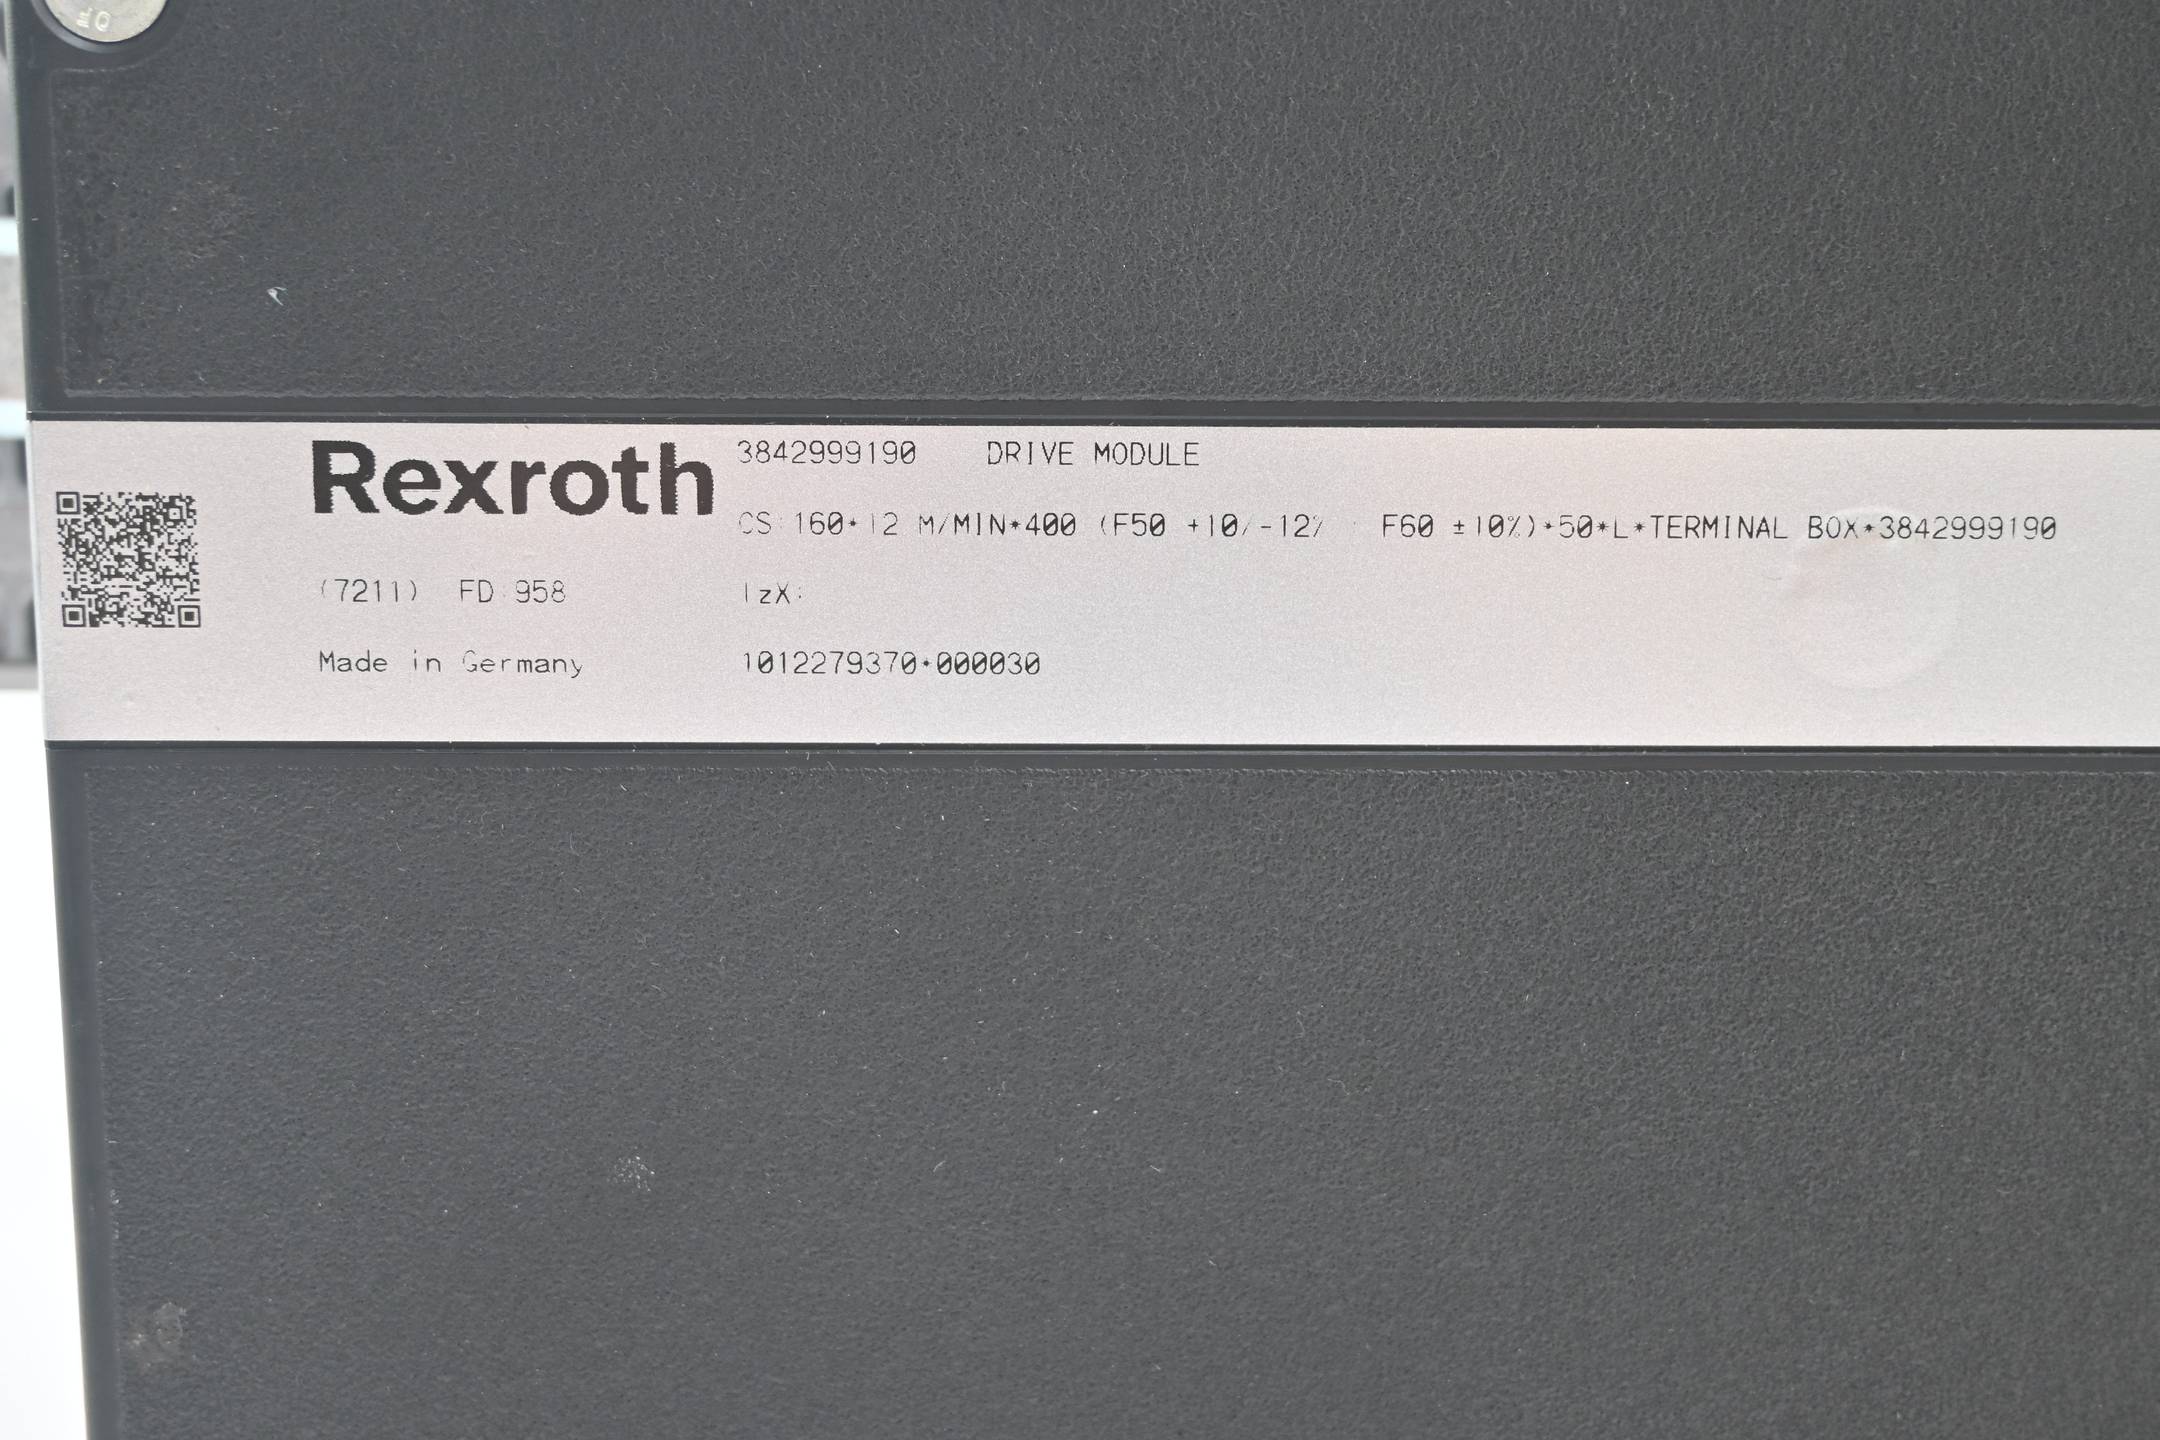 Rexroth
3842999190 DRIVE MODULE
CS 160*12 M/MIN*400 (F50 +10/-12% F60 ±10%)*50*L*TERMINAL BOX*3842999190
(7211) FD: 958
IzX:
Made in Germany
1012279370*000030